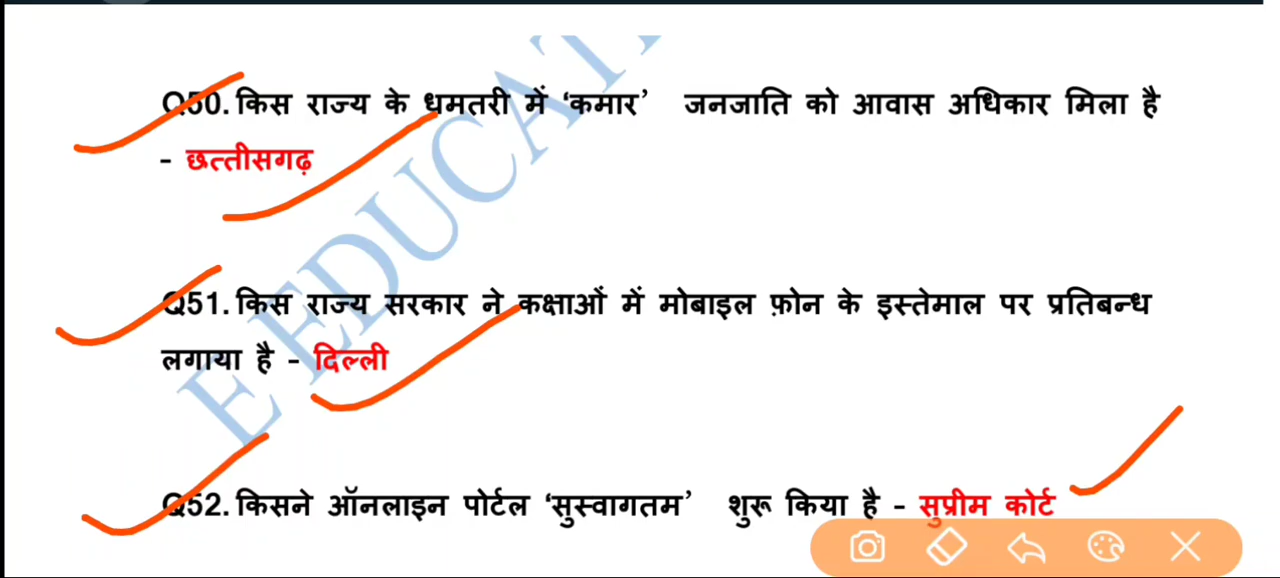 Q50. किस राज्य के धमतरी में ‘कमार’ जनजाति को आवास अधिकार मिला है
- छत्तीसगढ़
Q51. किस राज्य सरकार ने कक्षाओं में मोबाइल फ़ोन के इस्तेमाल पर प्रतिबन्ध
लगाया है - दिल्ली
Q52. किसने ऑनलाइन पोर्टल ‘सुस्वागतम’ शुरू किया है - सुप्रीम कोर्ट
E EDUCAT